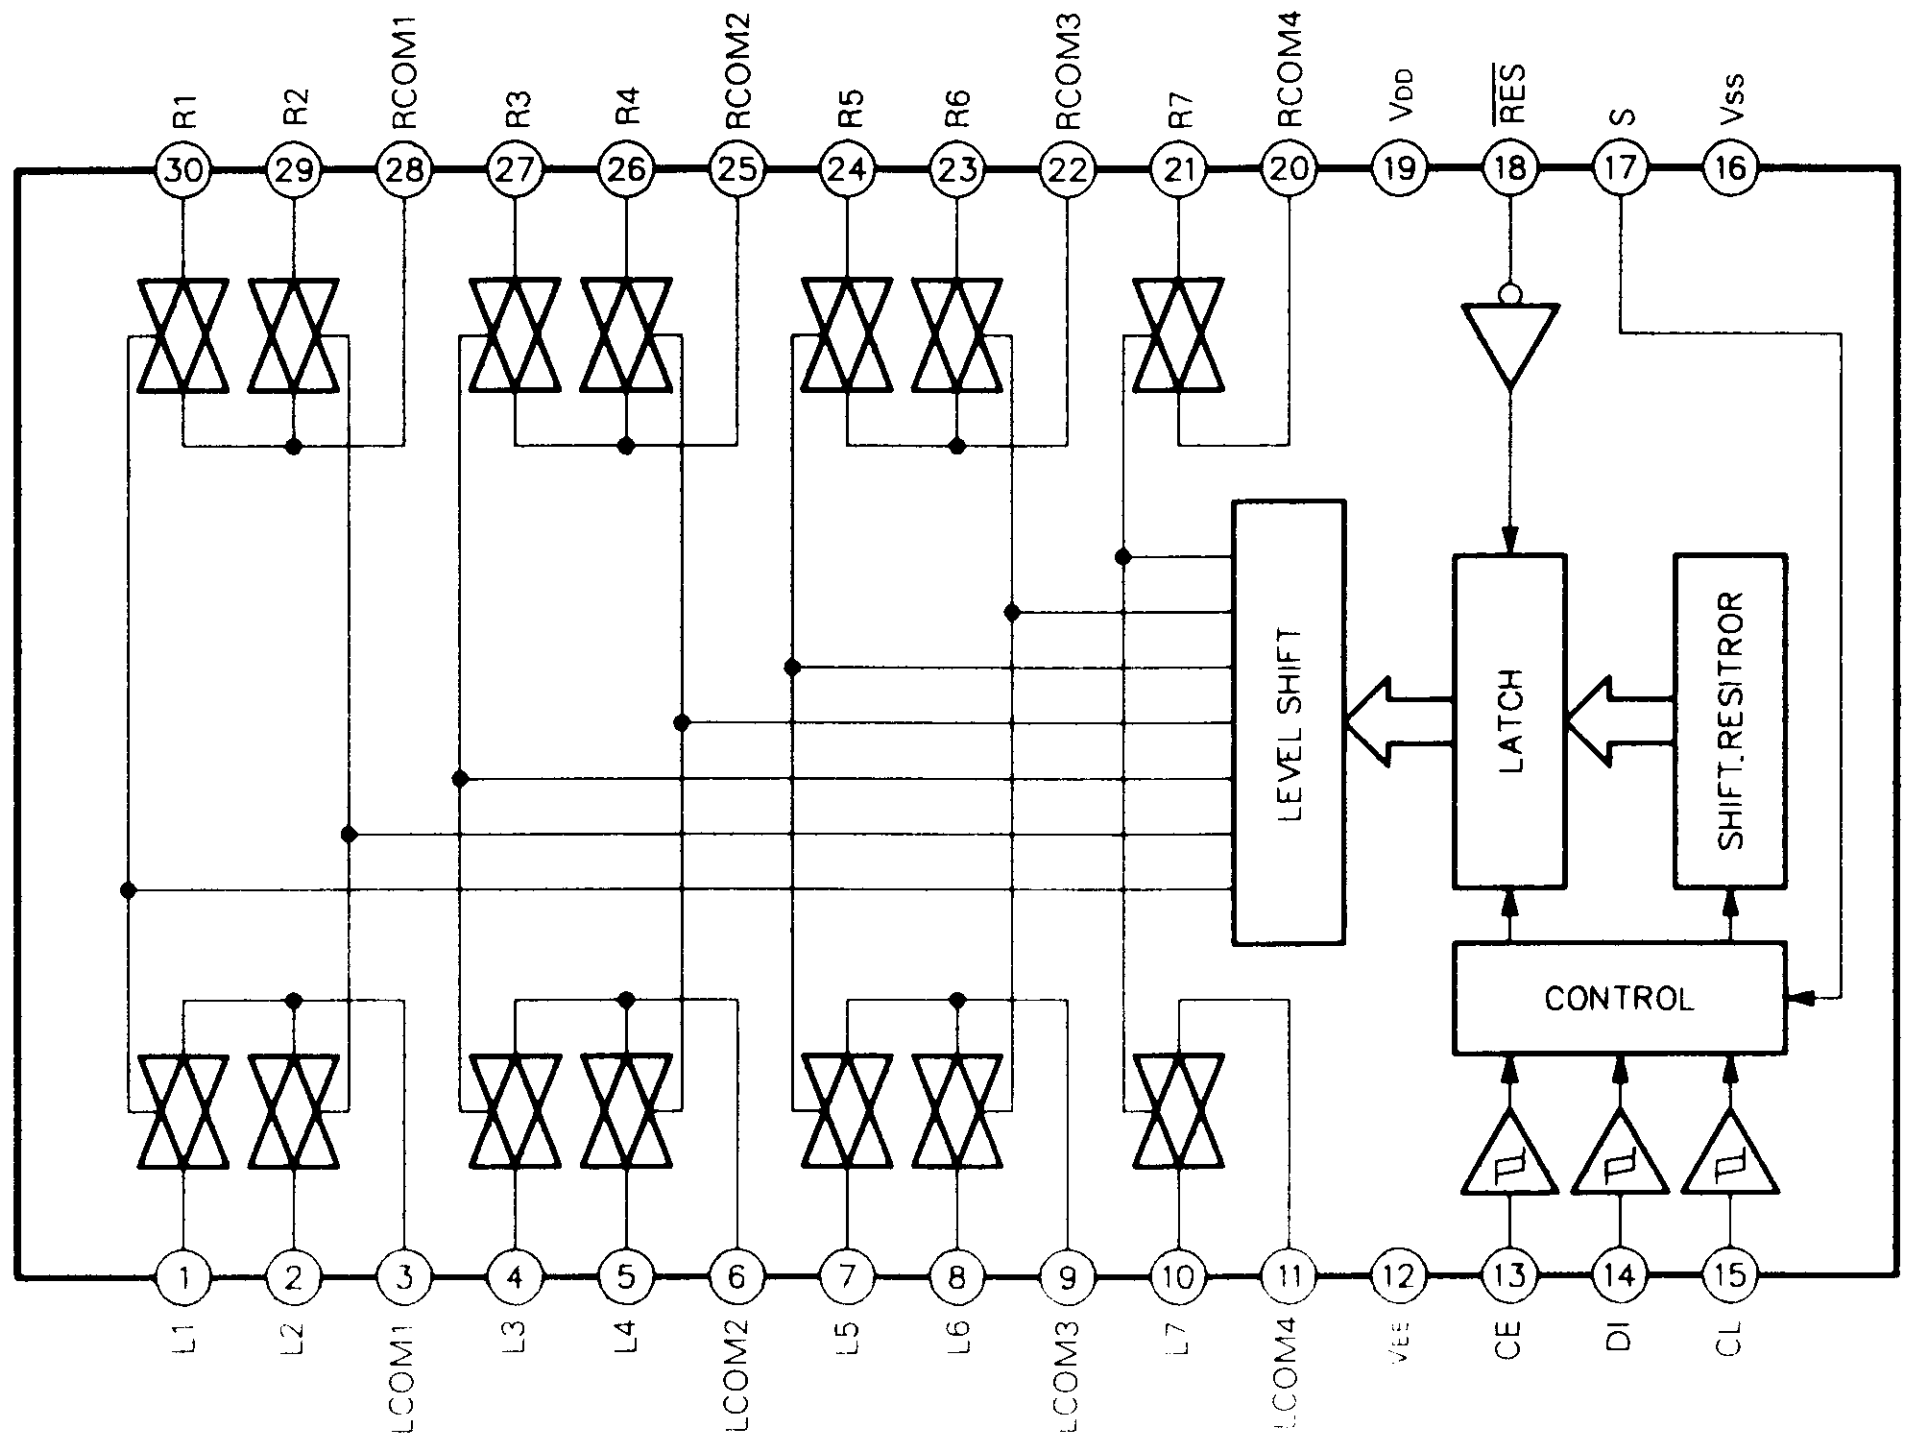 R1
R2
RCOM1
R3
R4
RCOM2
R5
R6
RCOM3
R7
RCOM4
VDD
RES
S
VSS
30
29
28
27
26
25
24
23
22
21
20
19
18
17
16
LEVEL SHIFT
LATCH
SHIFT.RESITROR
CONTROL
1
2
3
4
5
6
7
8
9
10
11
12
13
14
15
L1
L2
LCOM1
L3
L4
LCOM2
L5
L6
LCOM3
L7
LCOM4
VEE
CE
DI
CL